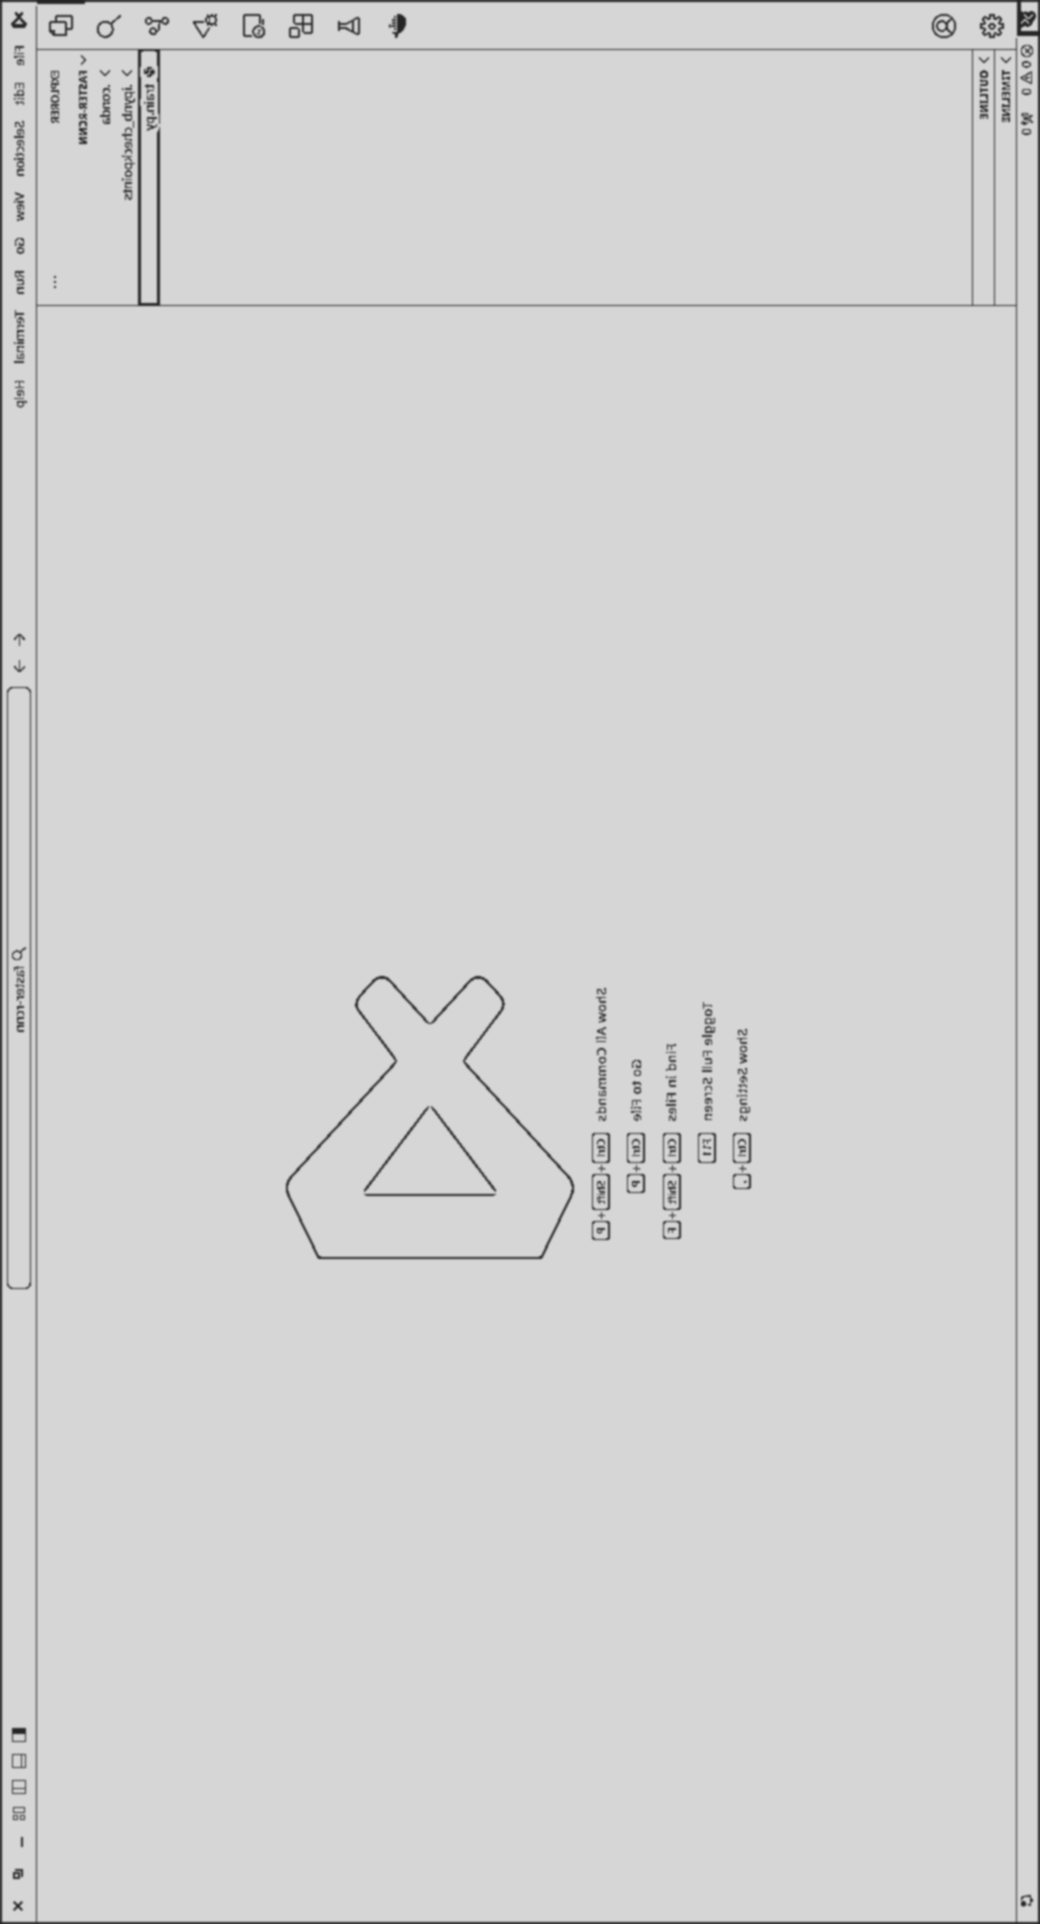 File Edit Selection View Go Run Terminal Help
faster-rcnn
EXPLORER ...
FASTER-RCNN
.conda
.ipynb_checkpoints
OUTLINE
TIMELINE
Show All Commands Ctrl + Shift + P
Go to File Ctrl + P
Find in Files Ctrl + Shift + F
Toggle Full Screen F11
Show Settings Ctrl + ,
0 0 0